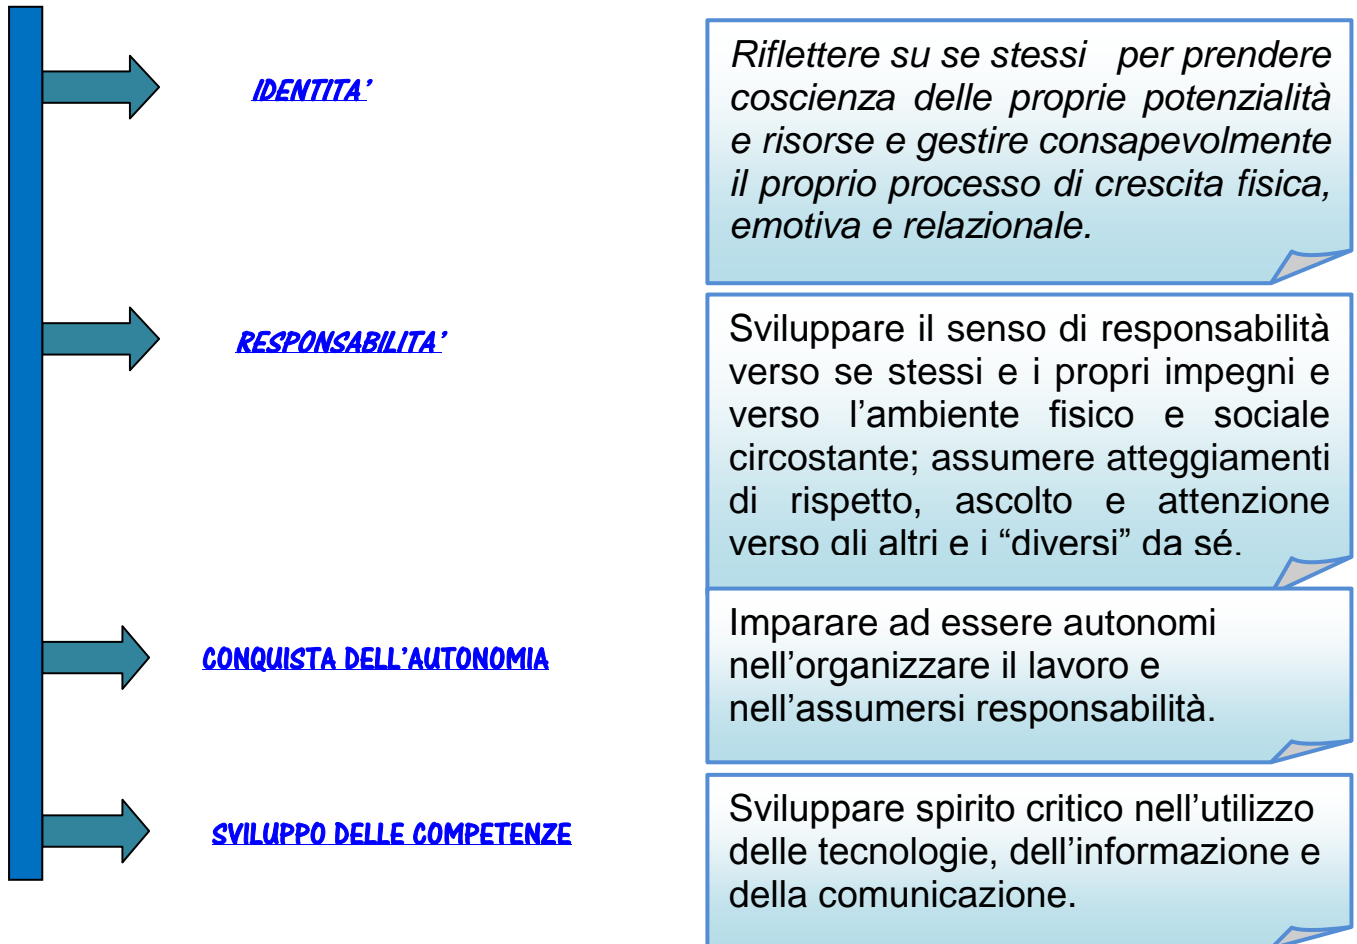 IDENTITA’
Riflettere su se stessi   per prendere
coscienza delle proprie potenzialità
e risorse e gestire consapevolmente
il proprio processo di crescita fisica,
emotiva e relazionale.
RESPONSABILITA’
Sviluppare il senso di responsabilità
verso se stessi e i propri impegni e
verso l’ambiente fisico e sociale
circostante; assumere atteggiamenti
di rispetto, ascolto e attenzione
verso gli altri e i “diversi” da sé.
CONQUISTA DELL’AUTONOMIA
Imparare ad essere autonomi
nell’organizzare il lavoro e
nell’assumersi responsabilità.
SVILUPPO DELLE COMPETENZE
Sviluppare spirito critico nell’utilizzo
delle tecnologie, dell’informazione e
della comunicazione.